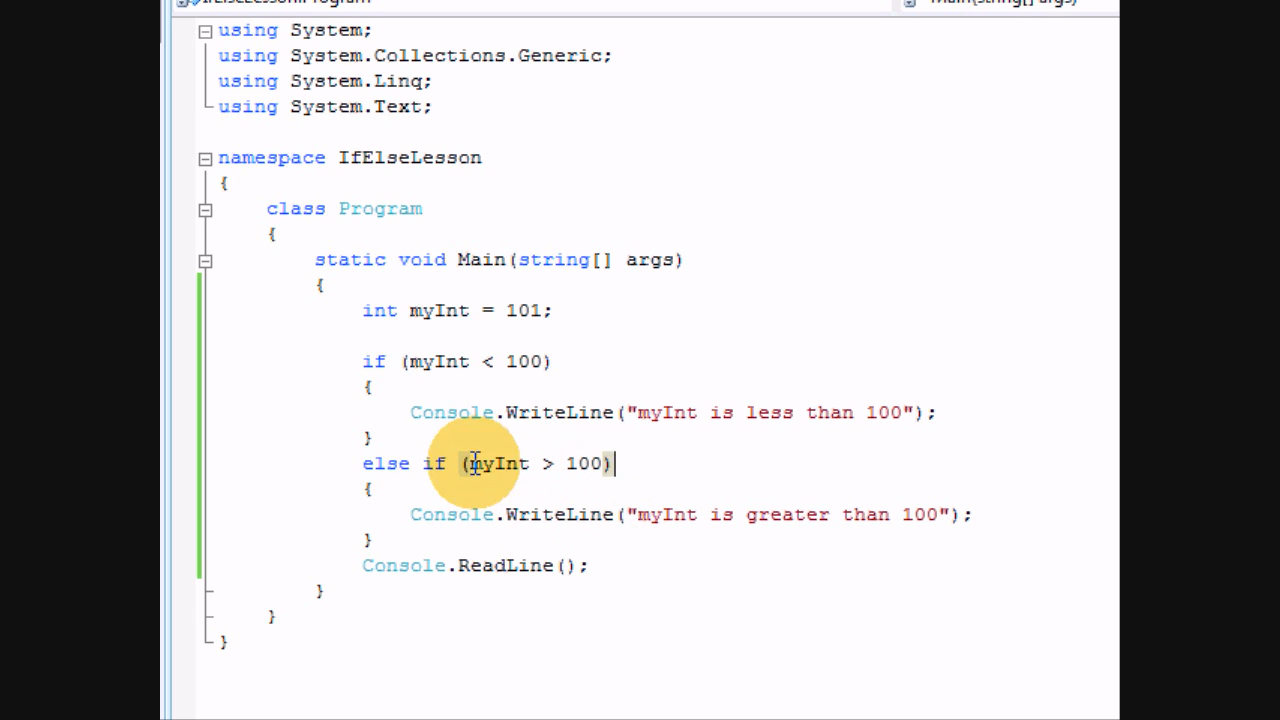 using System;
using System.Collections.Generic;
using System.Linq;
using System.Text;
namespace IfElseLesson
{
class Program
{
static void Main(string[] args)
{
int myInt = 101;
if (myInt < 100)
{
Console.WriteLine("myInt is less than 100");
}
else if (myInt > 100)
{
Console.WriteLine("myInt is greater than 100");
}
Console.ReadLine();
}
}
}